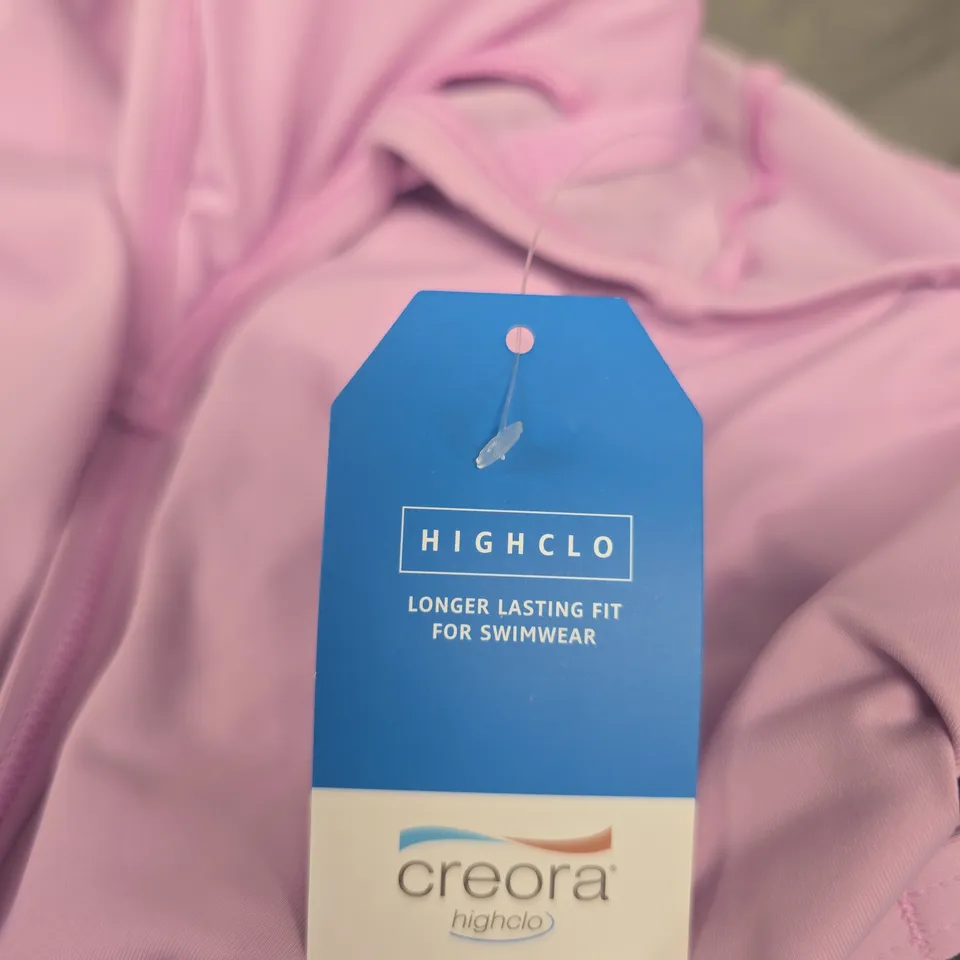 HIGHCLO
LONGER LASTING FIT
FOR SWIMWEAR
creora®
highclo